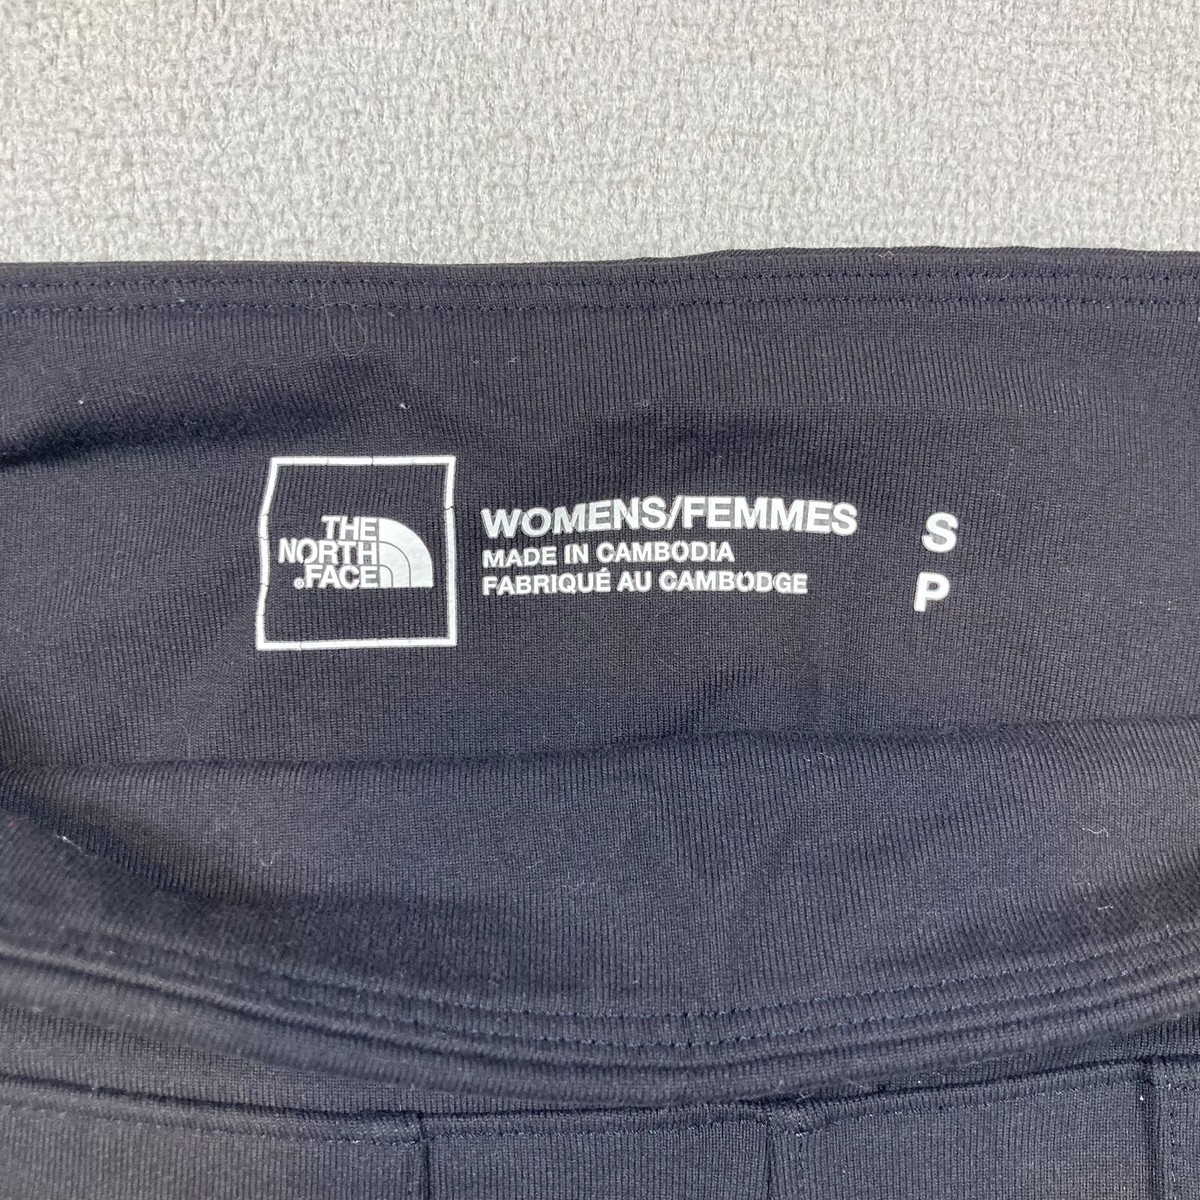 THE
NORTH
FACE
WOMENS/FEMMES
MADE IN CAMBODIA
FABRIQUÉ AU CAMBODGE
S
P